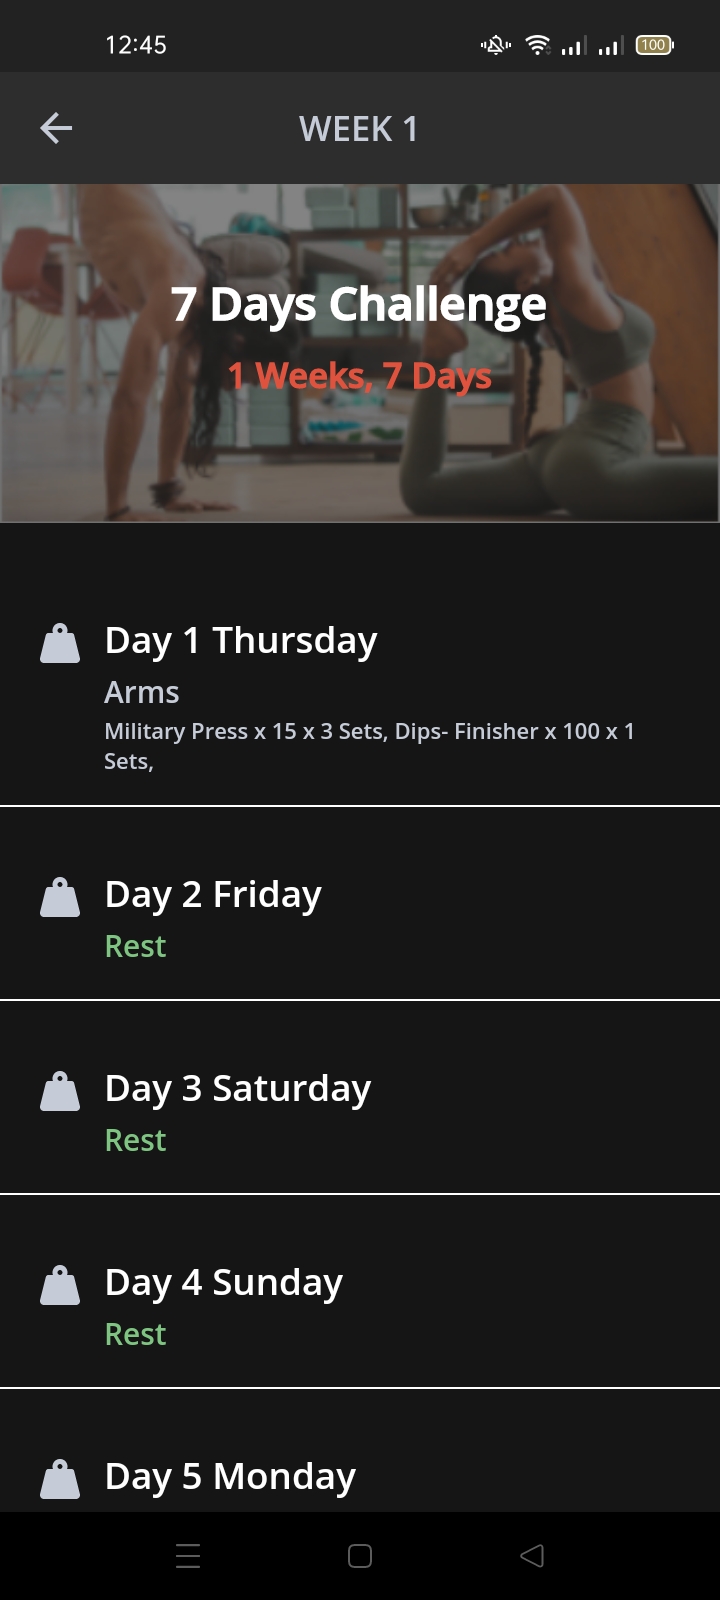 12:45
100
WEEK 1
7 Days Challenge
1 Weeks, 7 Days
Day 1 Thursday
Arms
Military Press x 15 x 3 Sets, Dips- Finisher x 100 x 1
Sets,
Day 2 Friday
Rest
Day 3 Saturday
Rest
Day 4 Sunday
Rest
Day 5 Monday